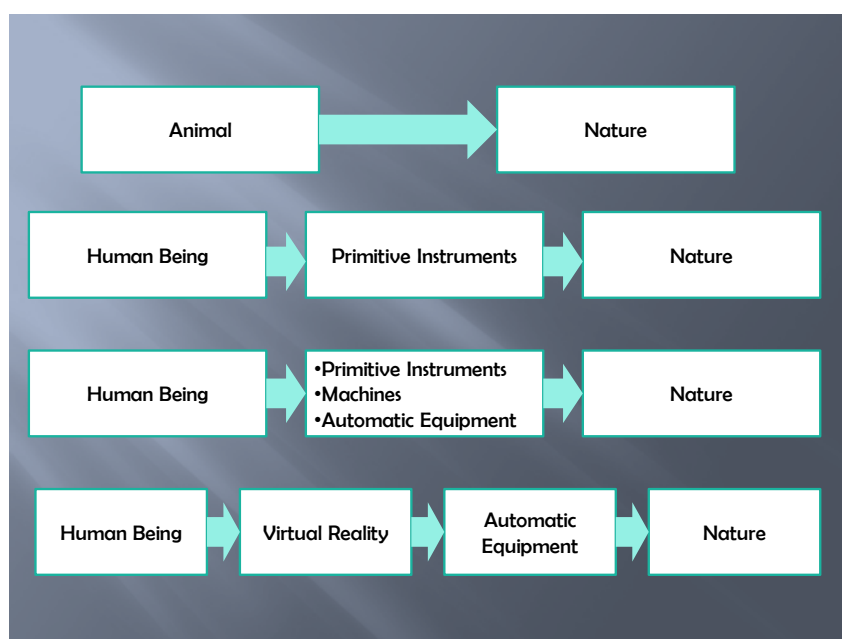 Animal
Nature
Human Being
Primitive Instruments
Nature
Human Being
•Primitive Instruments
•Machines
•Automatic Equipment
Nature
Human Being
Virtual Reality
Automatic
Equipment
Nature